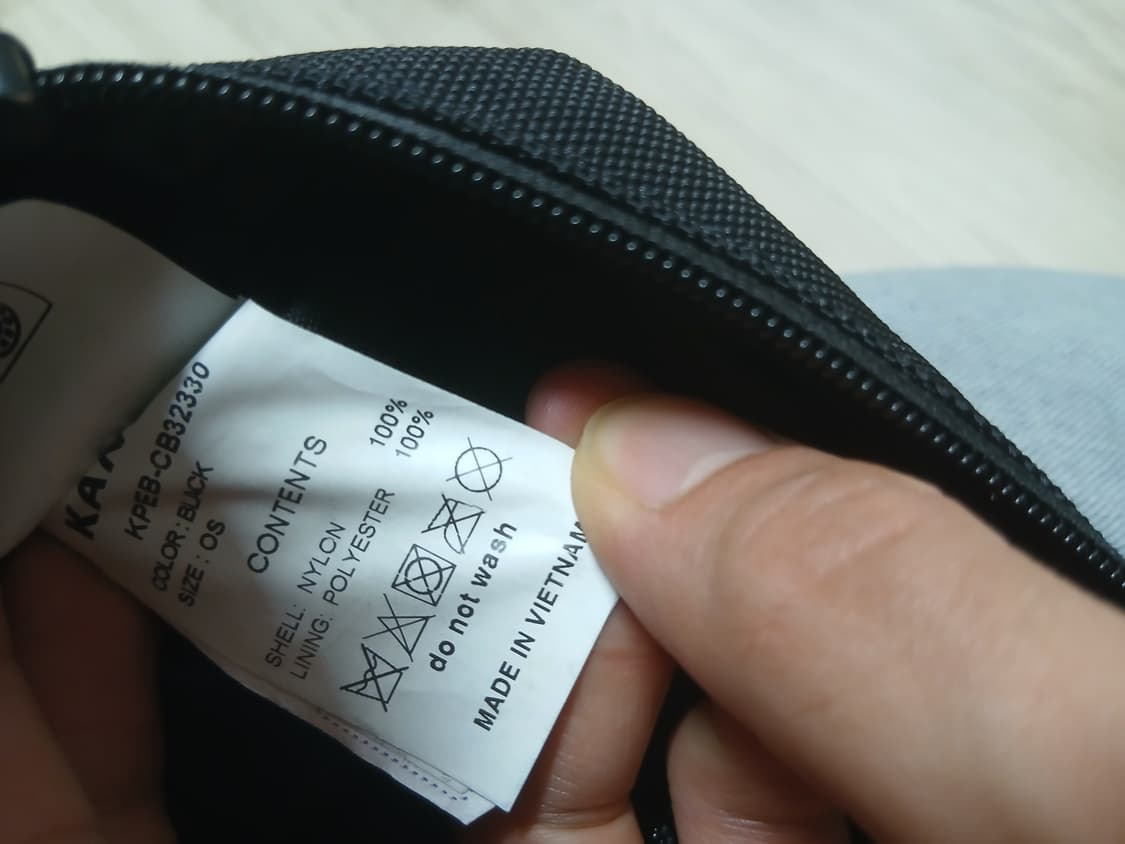 KPEB-CB32330
COLOR : BLACK
SIZE : OS
CONTENTS
SHELL: NYLON 100%
LINING: POLYESTER 100%
do not wash
MADE IN VIETNAM